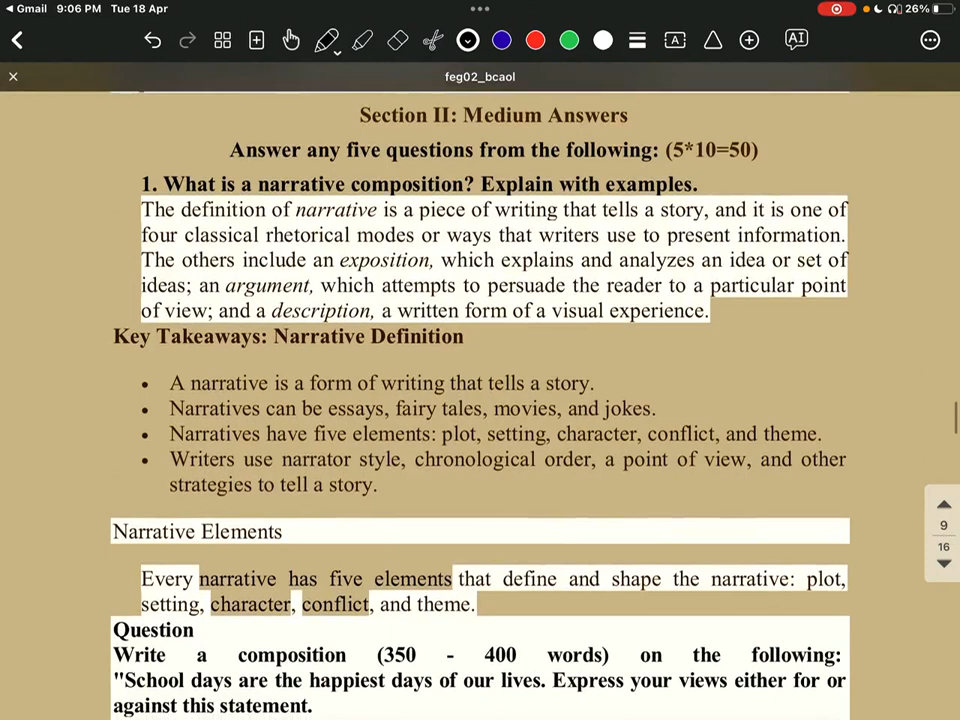 Gmail 9:06 PM Tue 18 Apr 26%
A AI
feg02_bcaol
Section II: Medium Answers
Answer any five questions from the following: (5*10=50)
1. What is a narrative composition? Explain with examples.
The definition of narrative is a piece of writing that tells a story, and it is one of
four classical rhetorical modes or ways that writers use to present information.
The others include an exposition, which explains and analyzes an idea or set of
ideas; an argument, which attempts to persuade the reader to a particular point
of view; and a description, a written form of a visual experience.
Key Takeaways: Narrative Definition
• A narrative is a form of writing that tells a story.
• Narratives can be essays, fairy tales, movies, and jokes.
• Narratives have five elements: plot, setting, character, conflict, and theme.
• Writers use narrator style, chronological order, a point of view, and other
strategies to tell a story.
9
16
Narrative Elements
Every narrative has five elements that define and shape the narrative: plot,
setting, character, conflict, and theme.
Question
Write a composition (350 - 400 words) on the following:
"School days are the happiest days of our lives. Express your views either for or
against this statement.